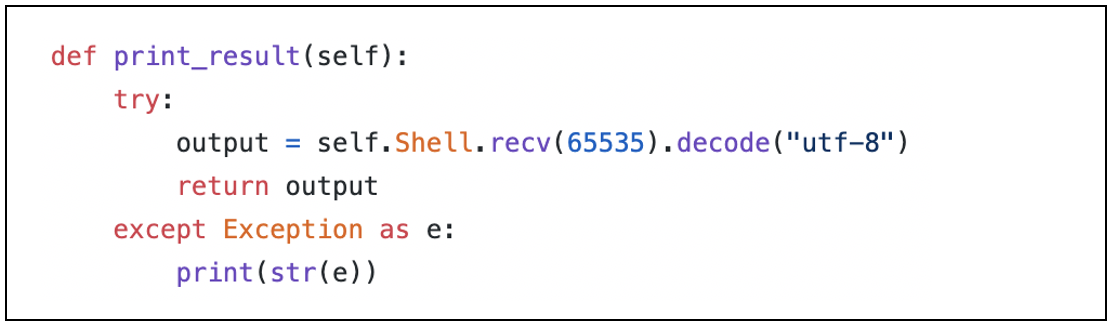 def print_result(self):
    try:
        output = self.Shell.recv(65535).decode("utf-8")
        return output
    except Exception as e:
        print(str(e))